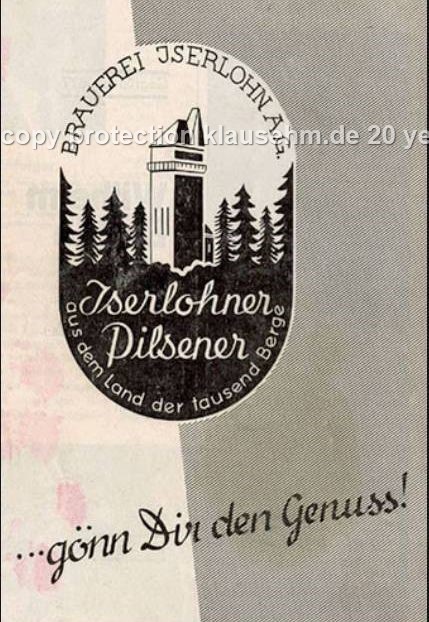 BRAUEREI ISERLOHN A.G.
copy protection klausehm.de 20 ye
Iserlohner
Pilsener
aus dem Land der tausend Berge
...gönn Dir den Genuss!